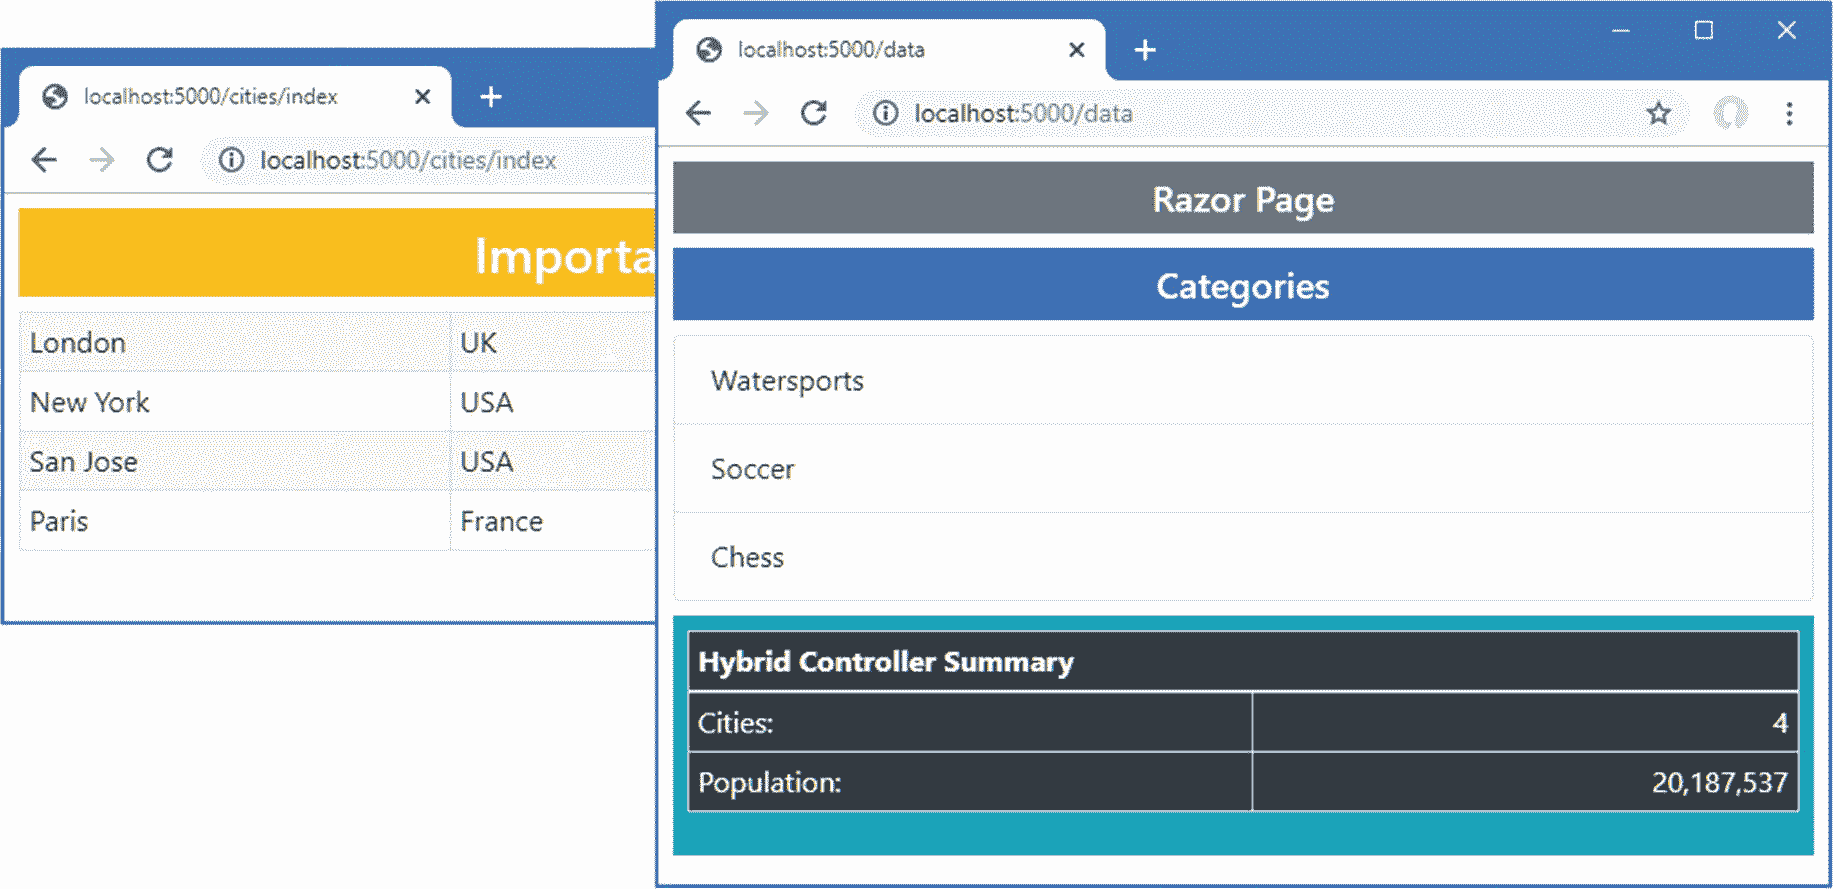 localhost:5000/cities/index
localhost:5000/cities/index
London UK
New York USA
San Jose USA
Paris France
localhost:5000/data
localhost:5000/data
Razor Page
Categories
Watersports
Soccer
Chess
Hybrid Controller Summary
Cities: 4
Population: 20,187,537